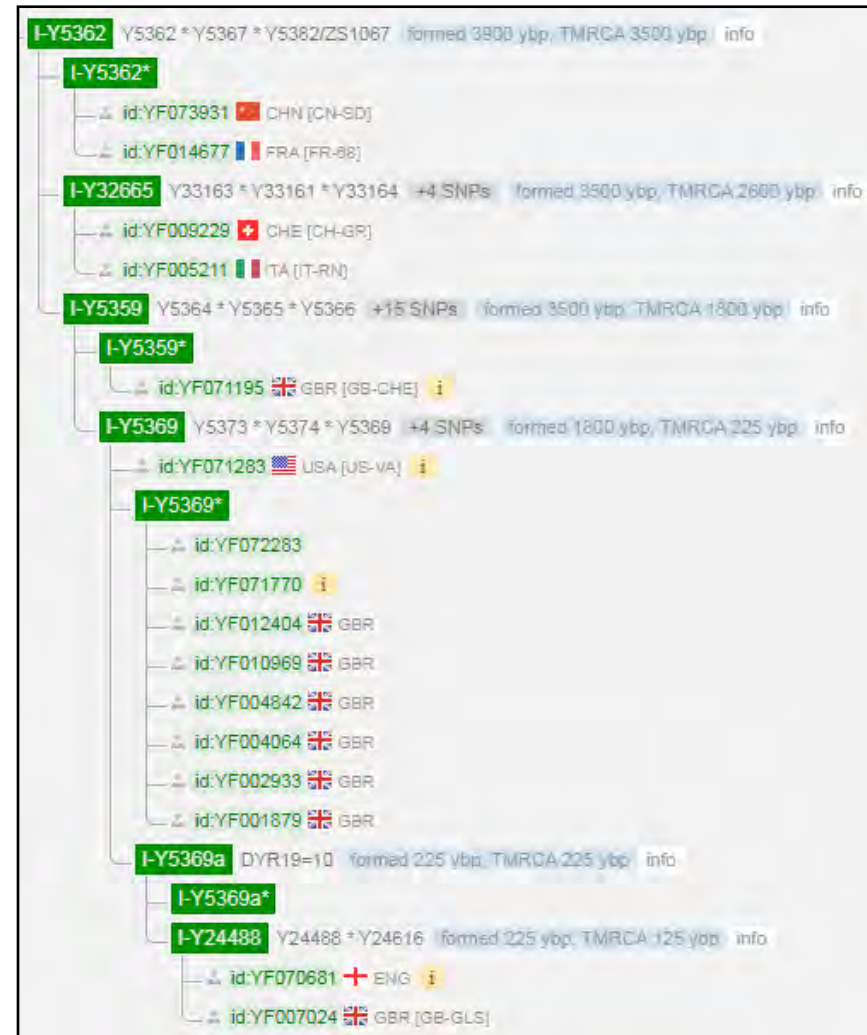 I-Y5362 Y5362 * Y5367 * Y5382/ZS1067 formed 3900 ybp, TMRCA 3500 ybp info
I-Y5362*
id:YF073931 CHN [CN-SD]
id:YF014677 FRA [FR-68]
I-Y32665 Y33163 * Y33161 * Y33164 +4 SNPs formed 3500 ybp, TMRCA 2600 ybp info
id:YF009229 CHE [CH-GR]
id:YF005211 ITA [IT-RN]
I-Y5359 Y5364 * Y5365 * Y5366 +15 SNPs formed 3500 ybp, TMRCA 1800 ybp info
I-Y5359*
id:YF071195 GBR [GB-CHE] i
I-Y5369 Y5373 * Y5374 * Y5369 +4 SNPs formed 1800 ybp, TMRCA 225 ybp info
id:YF071283 USA [US-VA] i
I-Y5369*
id:YF072283
id:YF071770 i
id:YF012404 GBR
id:YF010969 GBR
id:YF004842 GBR
id:YF004064 GBR
id:YF002933 GBR
id:YF001879 GBR
I-Y5369a DYR19=10 formed 225 ybp, TMRCA 225 ybp info
I-Y5369a*
I-Y24488 Y24488 * Y24616 formed 225 ybp, TMRCA 125 ybp info
id:YF070681 ENG i
id:YF007024 GBR [GB-GLS]